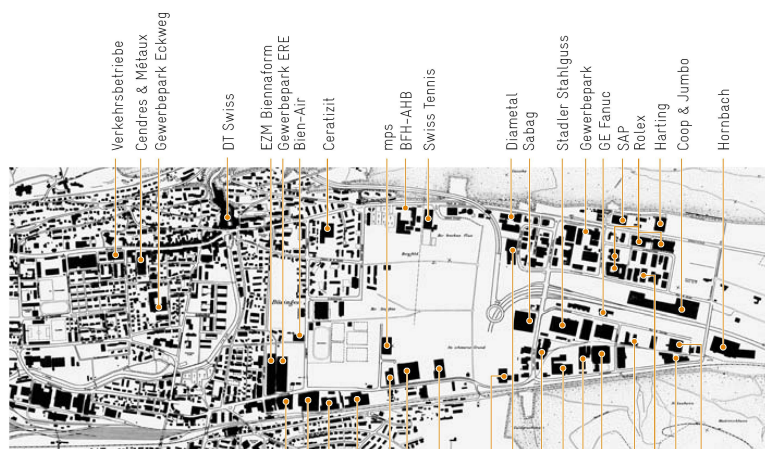 Verkehrsbetriebe
Cendres & Métaux
Gewerbepark Eckweg
DT Swiss
EZM Biennaform
Gewerbepark ERE
Bien-Air
Ceratizit
mps
BFH-AHB
Swiss Tennis
Diametal
Sabag
Stadler Stahlguss
Gewerbepark
GE Fanuc
SAP
Rolex
Harting
Coop & Jumbo
Hornbach